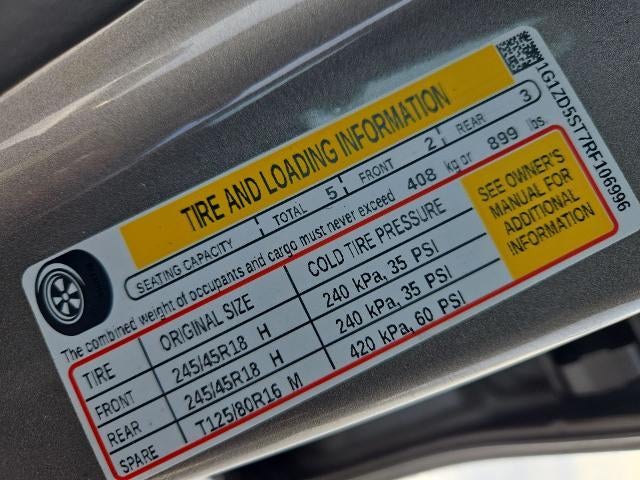 TIRE AND LOADING INFORMATION
SEATING CAPACITY TOTAL 5 FRONT 2 REAR 3
The combined weight of occupants and cargo must never exceed 408 kg or 899 lbs.
TIRE ORIGINAL SIZE COLD TIRE PRESSURE
FRONT 245/45R18 H 240 kPa, 35 PSI
REAR 245/45R18 H 240 kPa, 35 PSI
SPARE T125/80R16 M 420 kPa, 60 PSI
SEE OWNER'S
MANUAL FOR
ADDITIONAL
INFORMATION
1G1ZD5ST7RF106996